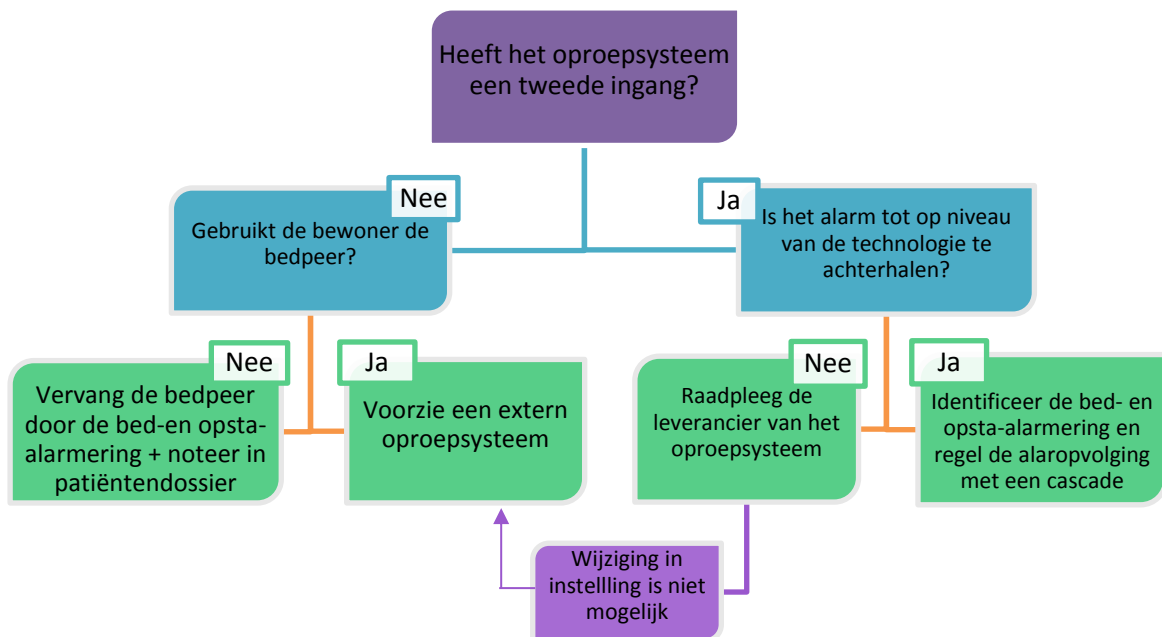 Heeft het oproepsysteem
een tweede ingang?
Nee
Gebruikt de bewoner de
bedpeer?
Ja
Is het alarm tot op niveau
van de technologie te
achterhalen?
Nee
Vervang de bedpeer
door de bed-en opsta-
alarmering + noteer in
patiëntendossier
Ja
Voorzie een extern
oproepsysteem
Nee
Raadpleeg de
leverancier van het
oproepsysteem
Ja
Identificeer de bed- en
opsta-alarmering en
regel de alaropvolging
met een cascade
Wijziging in
instellling is niet
mogelijk